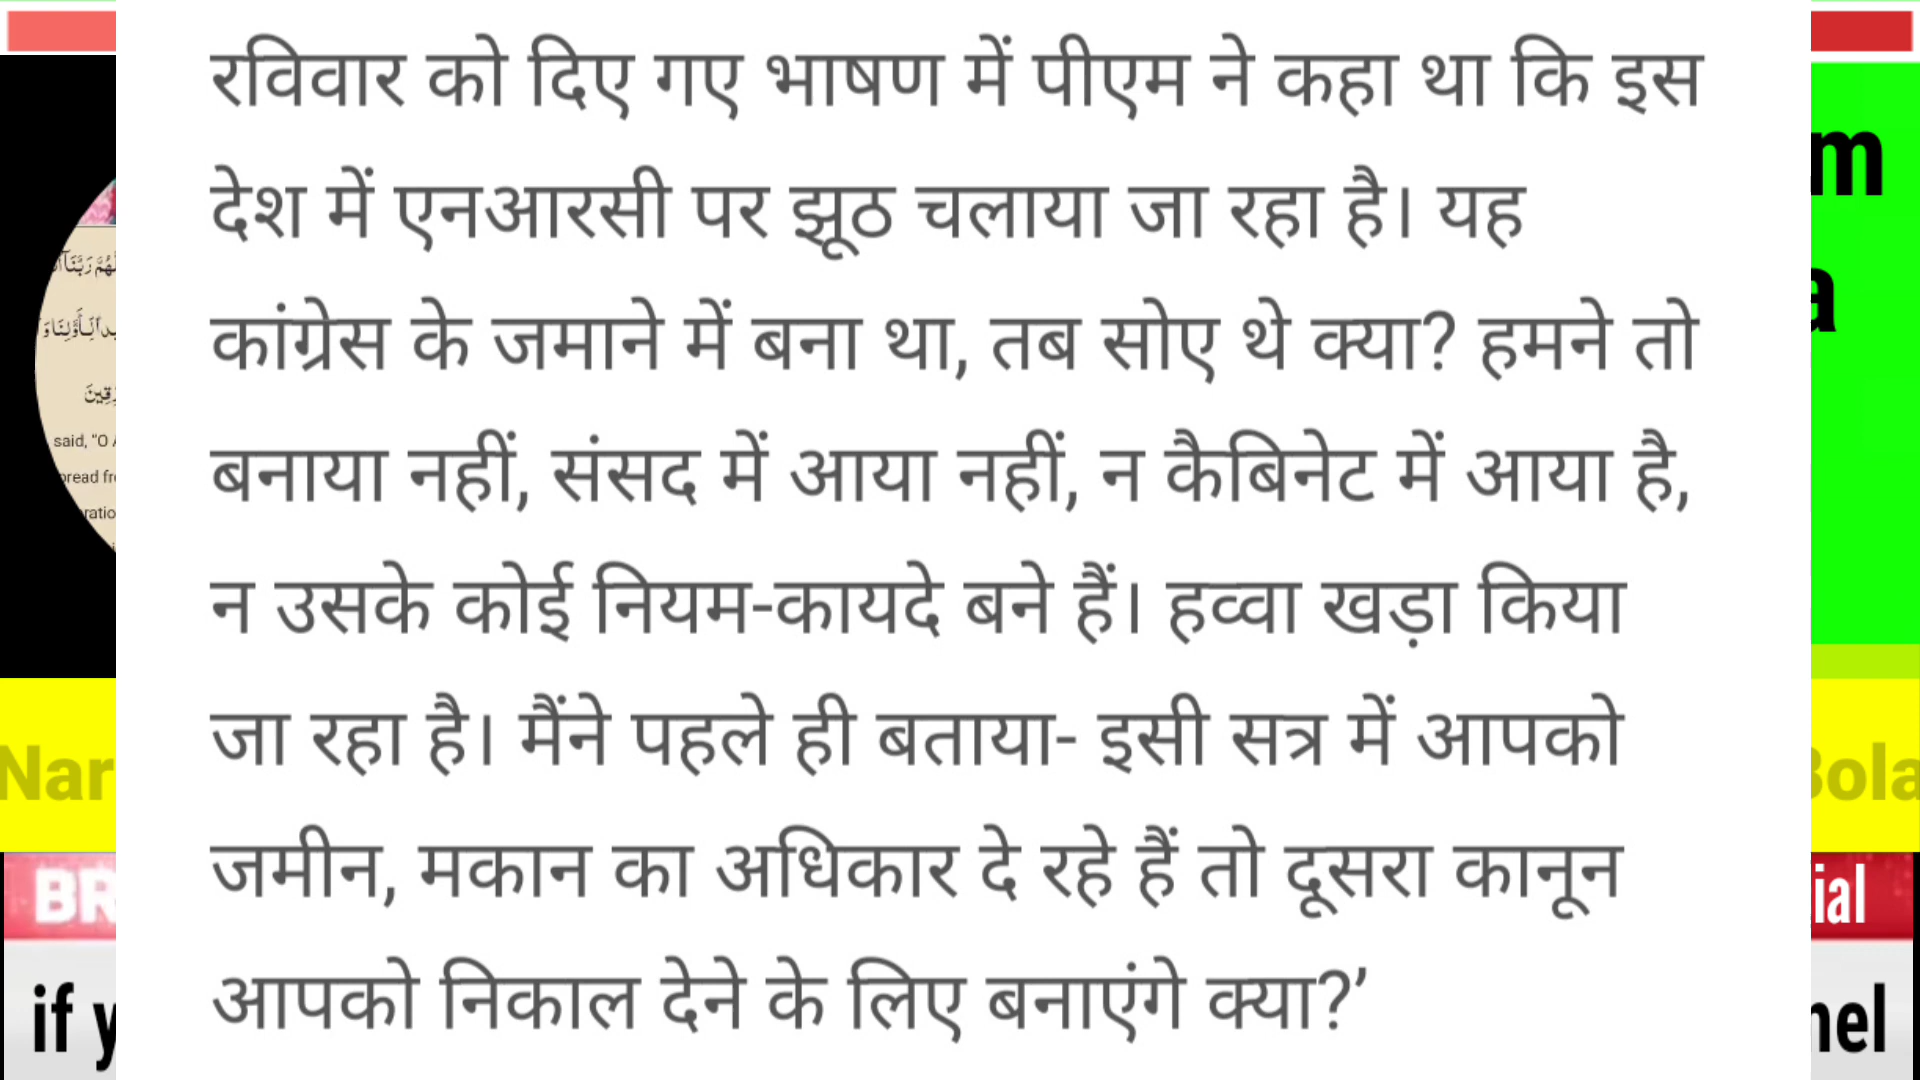 रविवार को दिए गए भाषण में पीएम ने कहा था कि इस
देश में एनआरसी पर झूठ चलाया जा रहा है। यह
कांग्रेस के जमाने में बना था, तब सोए थे क्या? हमने तो
बनाया नहीं, संसद में आया नहीं, न कैबिनेट में आया है,
न उसके कोई नियम-कायदे बने हैं। हव्वा खड़ा किया
जा रहा है। मैंने पहले ही बताया- इसी सत्र में आपको
जमीन, मकान का अधिकार दे रहे हैं तो दूसरा कानून
आपको निकाल देने के लिए बनाएंगे क्या?’
said, "O
if